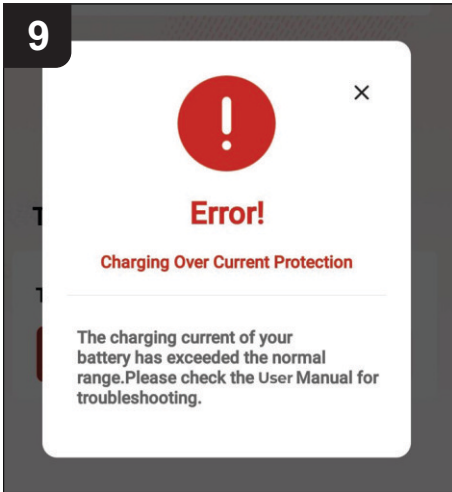 9
Error!
Charging Over Current Protection
The charging current of your
battery has exceeded the normal
range.Please check the User Manual for
troubleshooting.